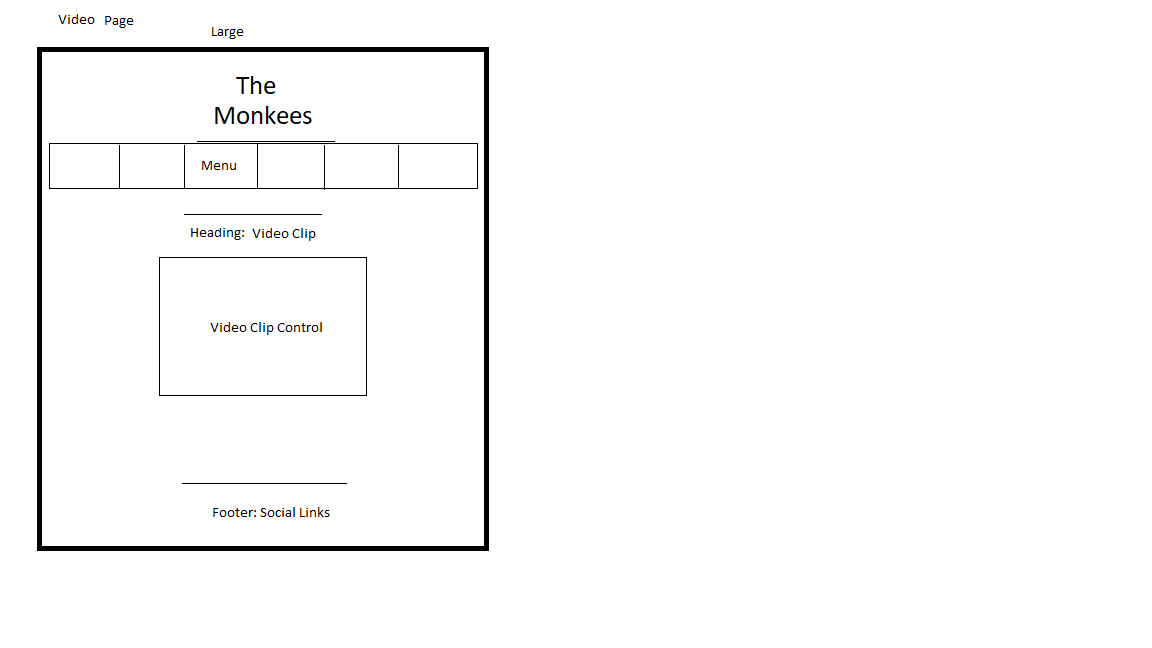 Video Page
Large
The
Monkees
Menu
Heading: Video Clip
Video Clip Control
Footer: Social Links